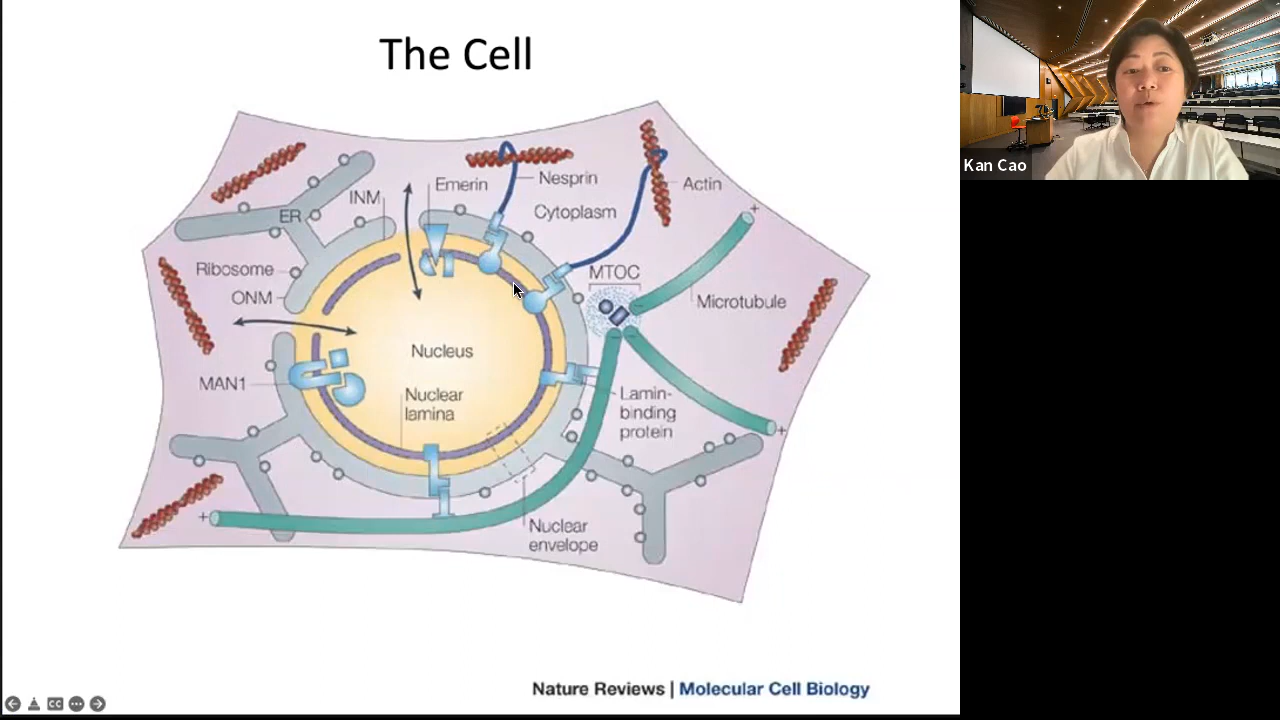 The Cell
Kan Cao
Emerin
Nesprin
Actin
INM
ER
Cytoplasm
+
Ribosome
MTOC
ONM
Microtubule
Nucleus
MAN1
Nuclear
lamina
Lamin-
binding
protein
+
+
Nuclear
envelope
Nature Reviews | Molecular Cell Biology
CC